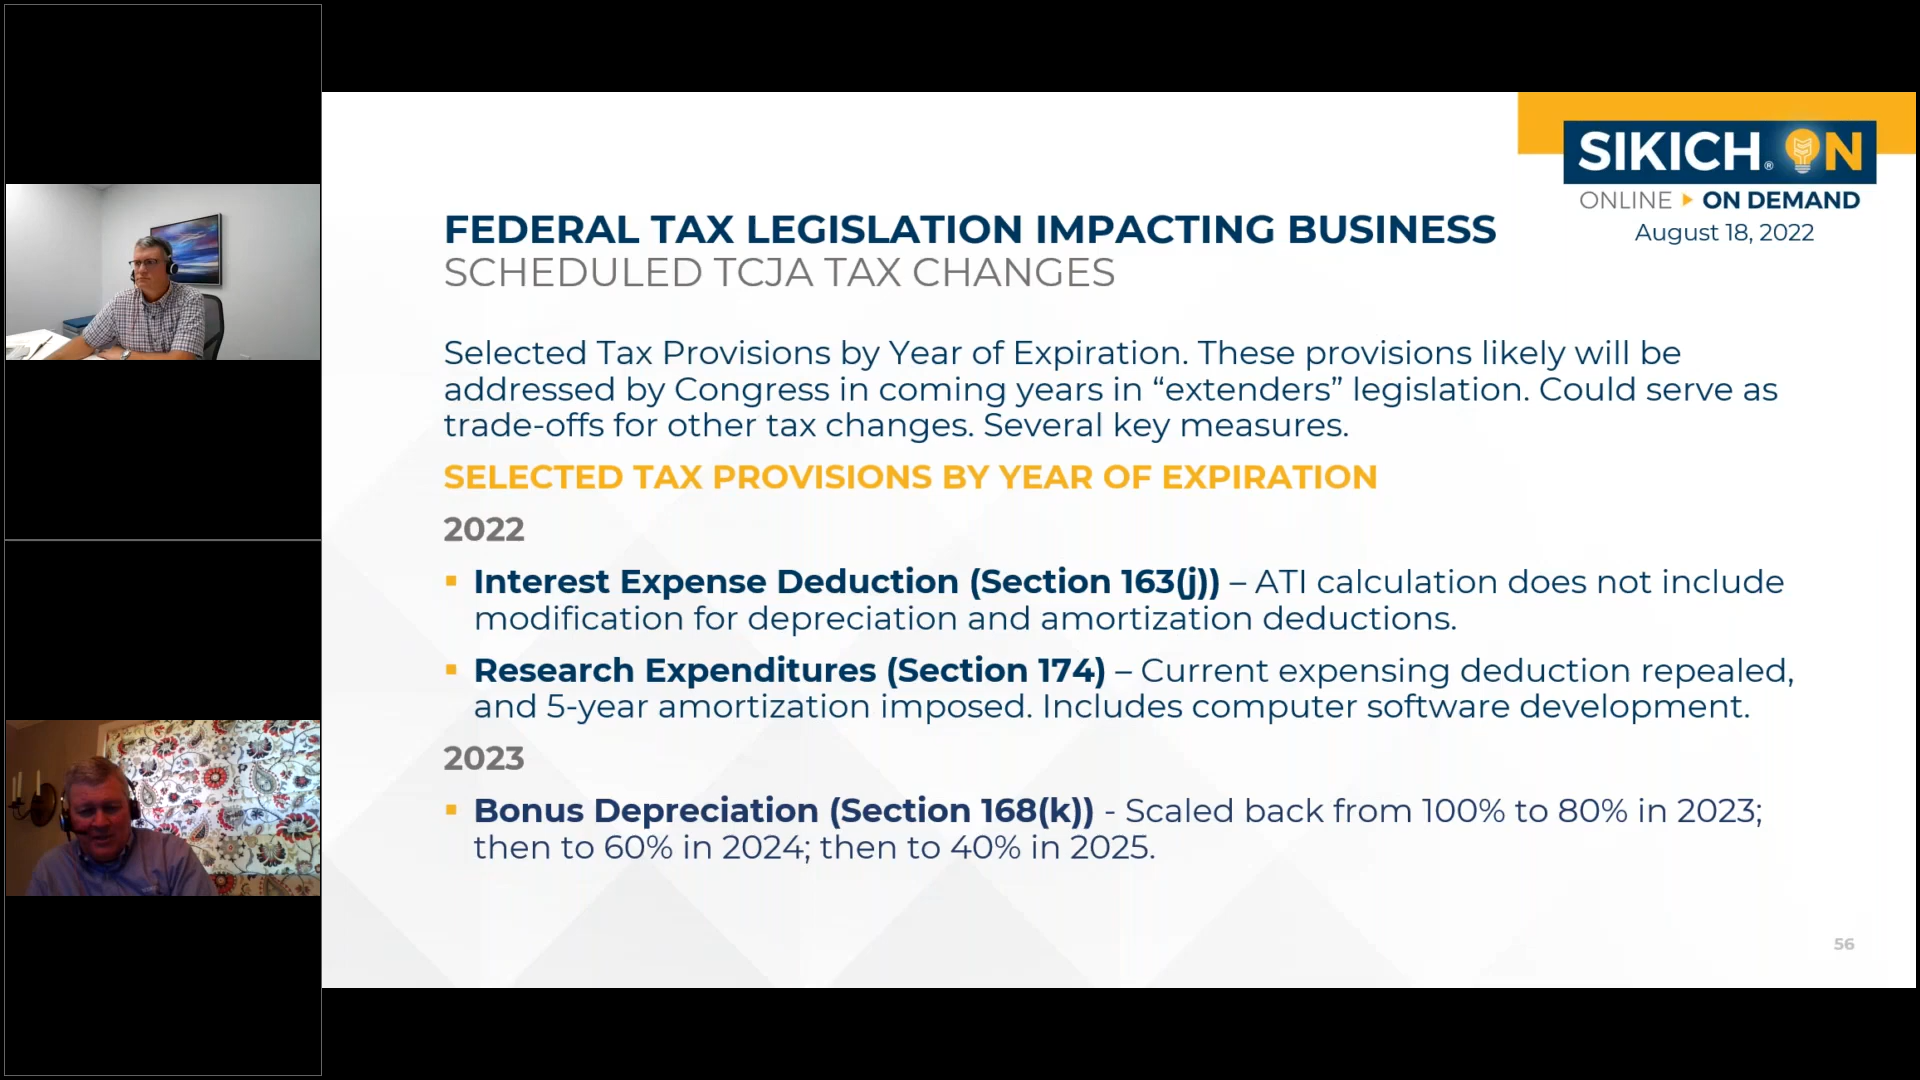 SIKICH® ON
ONLINE ▸ ON DEMAND
August 18, 2022
FEDERAL TAX LEGISLATION IMPACTING BUSINESS
SCHEDULED TCJA TAX CHANGES
Selected Tax Provisions by Year of Expiration. These provisions likely will be
addressed by Congress in coming years in “extenders” legislation. Could serve as
trade-offs for other tax changes. Several key measures.
SELECTED TAX PROVISIONS BY YEAR OF EXPIRATION
2022
▪ Interest Expense Deduction (Section 163(j)) – ATI calculation does not include
modification for depreciation and amortization deductions.
▪ Research Expenditures (Section 174) – Current expensing deduction repealed,
and 5-year amortization imposed. Includes computer software development.
2023
▪ Bonus Depreciation (Section 168(k)) - Scaled back from 100% to 80% in 2023;
then to 60% in 2024; then to 40% in 2025.
56